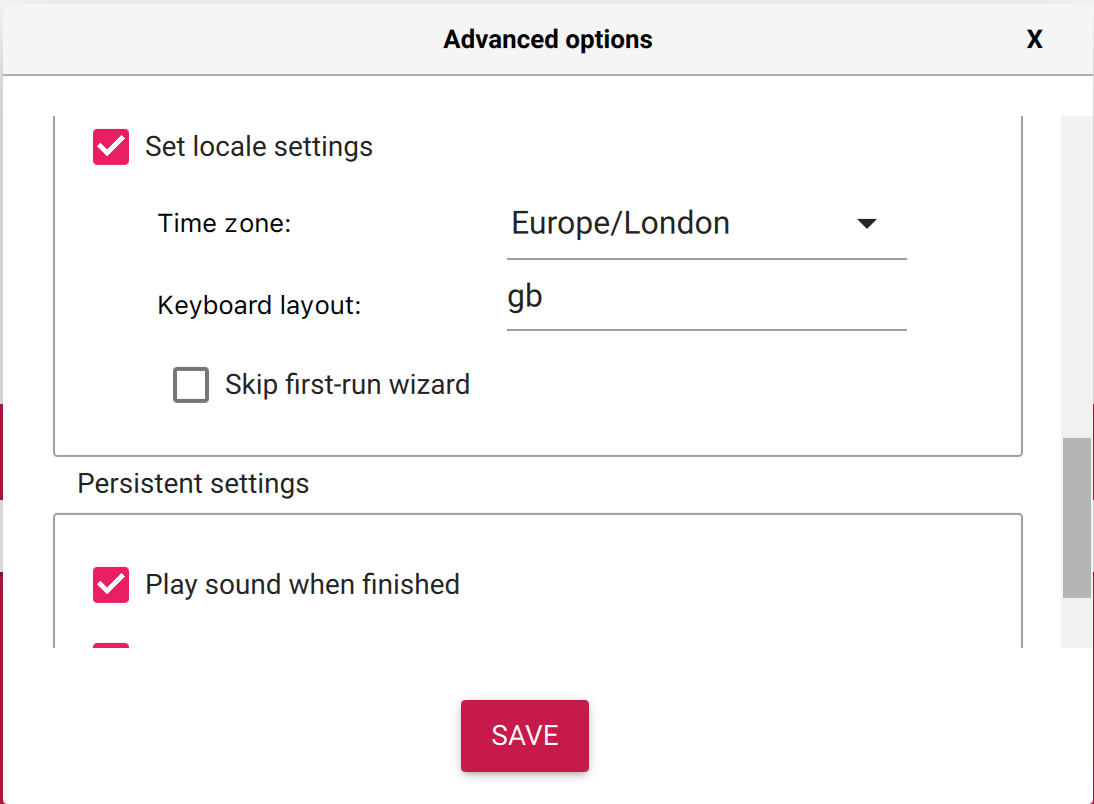 Advanced options X
Set locale settings
Time zone: Europe/London
Keyboard layout: gb
Skip first-run wizard
Persistent settings
Play sound when finished
SAVE